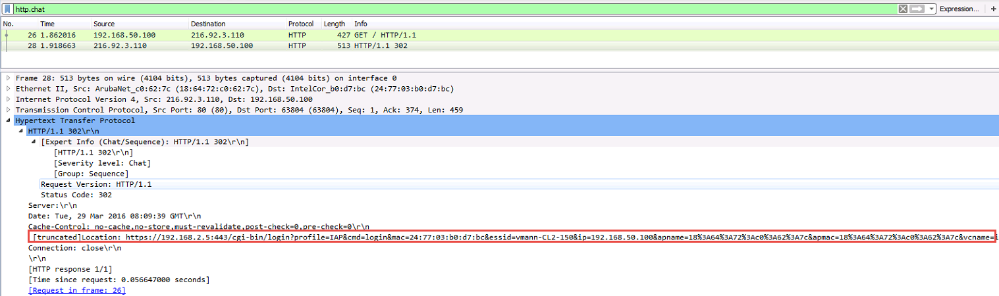 http.chat Expression... +
No. Time Source Destination Protocol Length Info
26 1.862016 192.168.50.100 216.92.3.110 HTTP 427 GET / HTTP/1.1
28 1.918663 216.92.3.110 192.168.50.100 HTTP 513 HTTP/1.1 302
Frame 28: 513 bytes on wire (4104 bits), 513 bytes captured (4104 bits) on interface 0
Ethernet II, Src: ArubaNet_c0:62:7c (18:64:72:c0:62:7c), Dst: IntelCor_b0:d7:bc (24:77:03:b0:d7:bc)
Internet Protocol Version 4, Src: 216.92.3.110, Dst: 192.168.50.100
Transmission Control Protocol, Src Port: 80 (80), Dst Port: 63804 (63804), Seq: 1, Ack: 374, Len: 459
Hypertext Transfer Protocol
HTTP/1.1 302\r\n
[Expert Info (Chat/Sequence): HTTP/1.1 302\r\n]
[HTTP/1.1 302\r\n]
[Severity level: Chat]
[Group: Sequence]
Request Version: HTTP/1.1
Status Code: 302
Server:\r\n
Date: Tue, 29 Mar 2016 08:09:39 GMT\r\n
Cache-Control: no-cache,no-store,must-revalidate,post-check=0,pre-check=0\r\n
[truncated]Location: https://192.168.2.5:443/cgi-bin/login?profile=IAP&cmd=login&mac=24:77:03:b0:d7:bc&essid=vmann-CL2-150&ip=192.168.50.100&apname=18%3A64%3A72%3Ac0%3A62%3A7c&apmac=18%3A64%3A72%3Ac0%3A62%3A7c&vcname=i
Connection: close\r\n
\r\n
[HTTP response 1/1]
[Time since request: 0.056647000 seconds]
[Request in frame: 26]